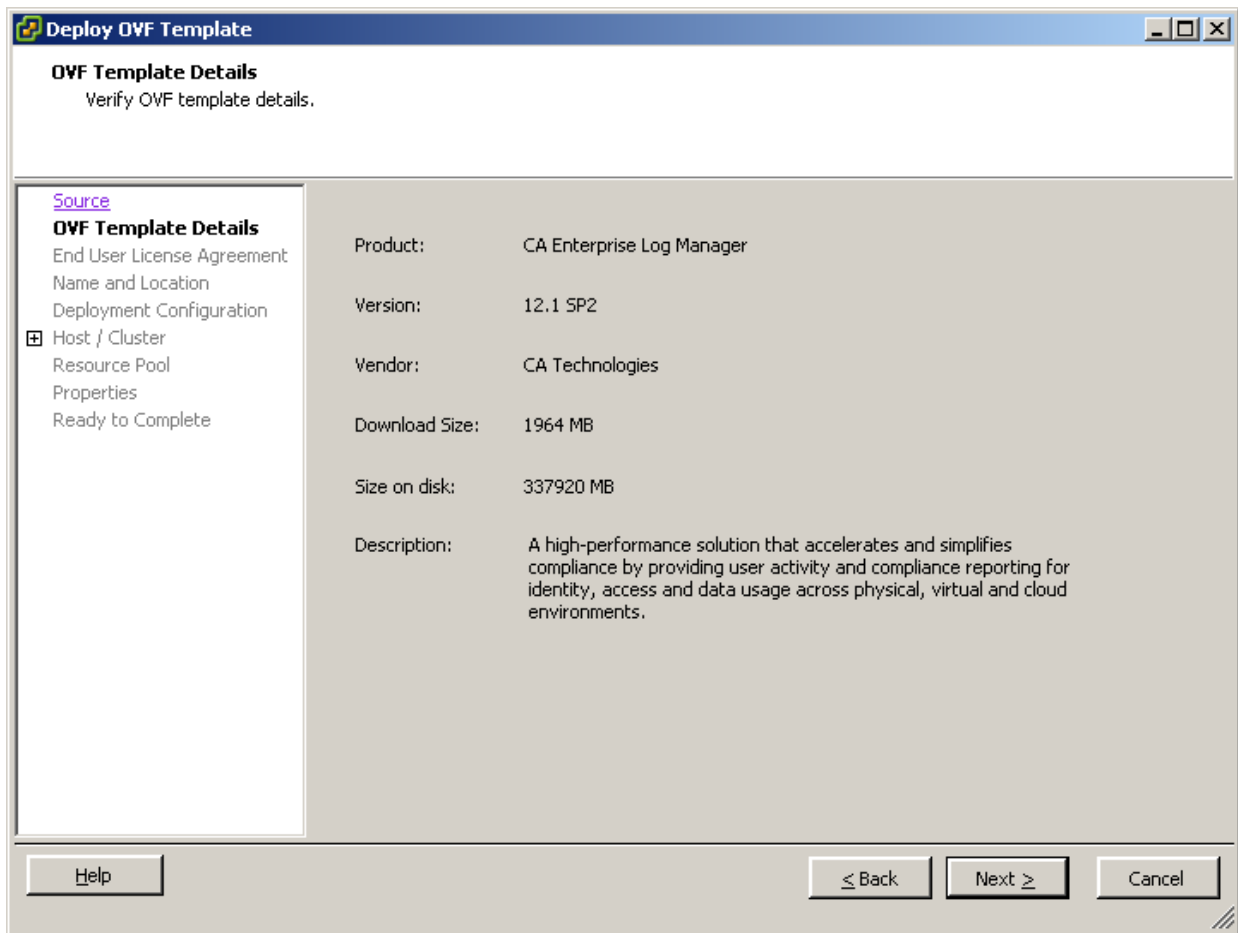 Deploy OVF Template
OVF Template Details
Verify OVF template details.
Source
OVF Template Details
End User License Agreement
Name and Location
Deployment Configuration
Host / Cluster
Resource Pool
Properties
Ready to Complete
Product: CA Enterprise Log Manager
Version: 12.1 SP2
Vendor: CA Technologies
Download Size: 1964 MB
Size on disk: 337920 MB
Description: A high-performance solution that accelerates and simplifies
compliance by providing user activity and compliance reporting for
identity, access and data usage across physical, virtual and cloud
environments.
Help
< Back
Next >
Cancel